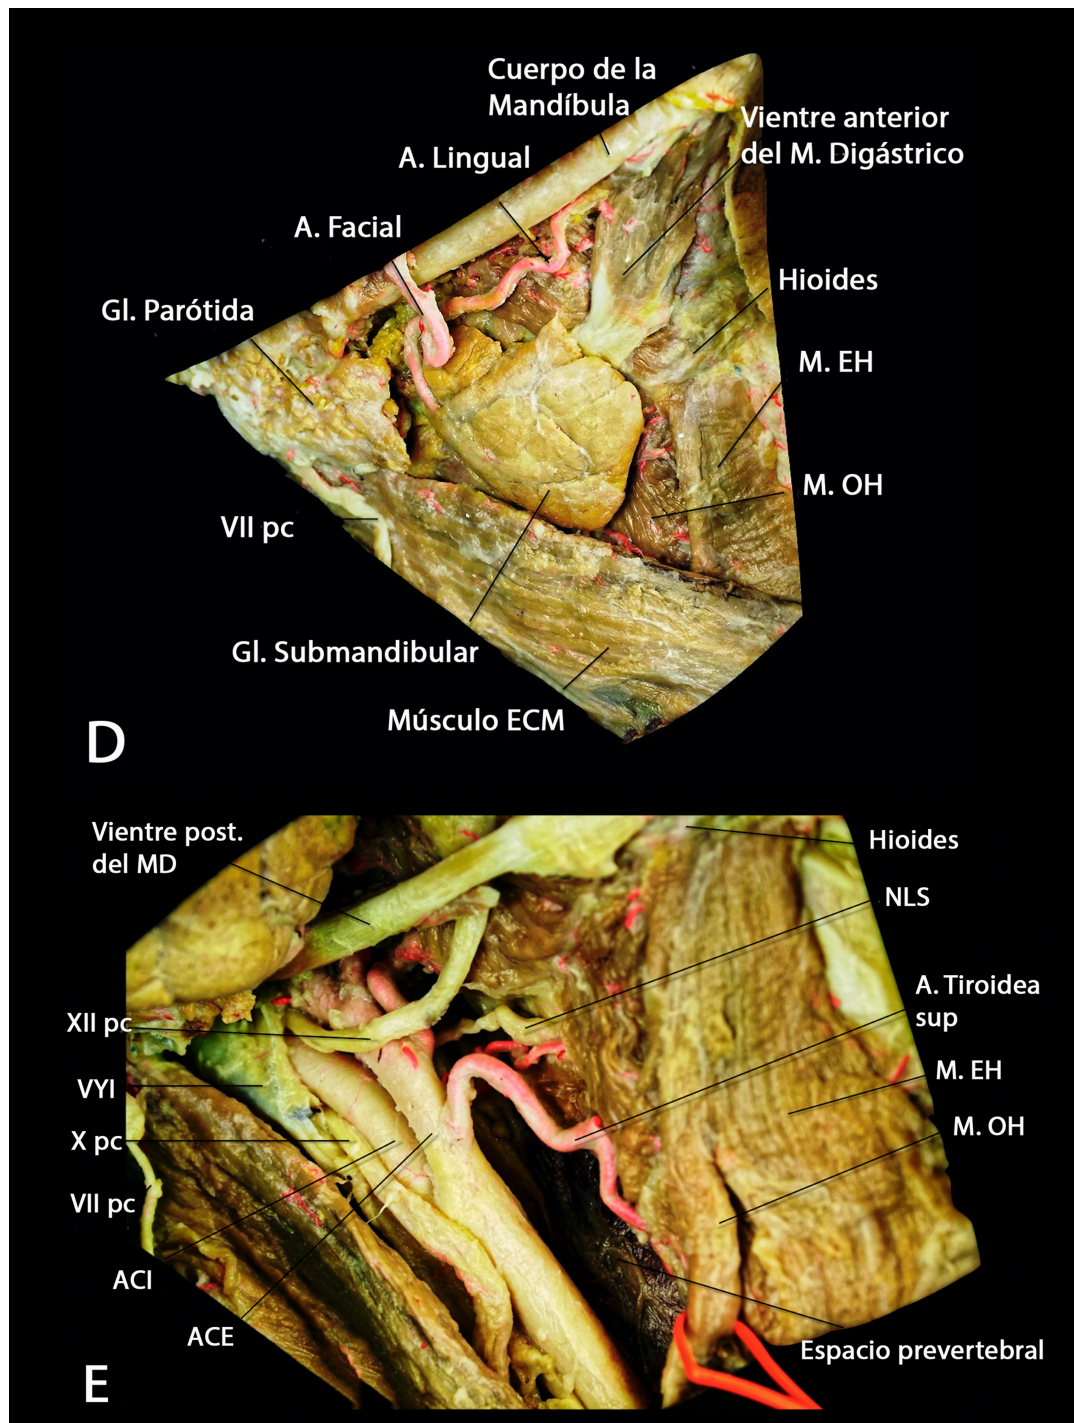 Cuerpo de la
Mandíbula
Vientre anterior
del M. Digástrico
A. Lingual
A. Facial
Hioides
Gl. Parótida
M. EH
M. OH
VII pc
Gl. Submandibular
Músculo ECM
D
Vientre post.
del MD
Hioides
NLS
A. Tiroidea
sup
XII pc
M. EH
VYI
M. OH
X pc
VII pc
ACI
ACE
Espacio prevertebral
E